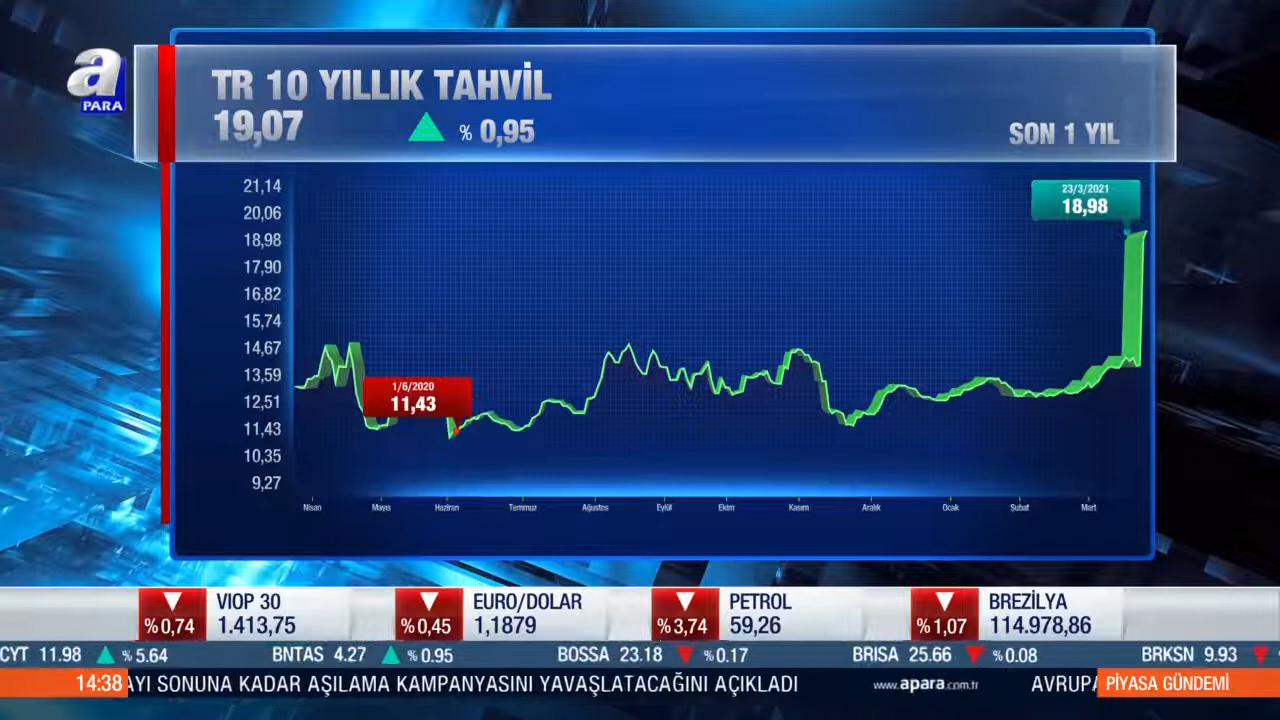 a
PARA
TR 10 YILLIK TAHVİL
19,07 % 0,95
SON 1 YIL
21,14
20,06
18,98
17,90
16,82
15,74
14,67
13,59
12,51
11,43
10,35
9,27
23/3/2021
18,98
1/6/2020
11,43
Nisan Mayıs Haziran Temmuz Ağustos Eylül Ekim Kasım Aralık Ocak Şubat Mart
% 0,74 VIOP 30 1.413,75
% 0,45 EURO/DOLAR 1,1879
% 3,74 PETROL 59,26
% 1,07 BREZİLYA 114.978,86
CYT 11.98 % 5.64 BNTAS 4.27 % 0.95 BOSSA 23.18 % 0.17 BRISA 25.66 % 0.08 BRKSN 9.93
14:38 AYI SONUNA KADAR AŞILAMA KAMPANYASINI YAVAŞLATACAĞINI AÇIKLADI www.apara.com.tr AVRUPA PİYASA GÜNDEMİ